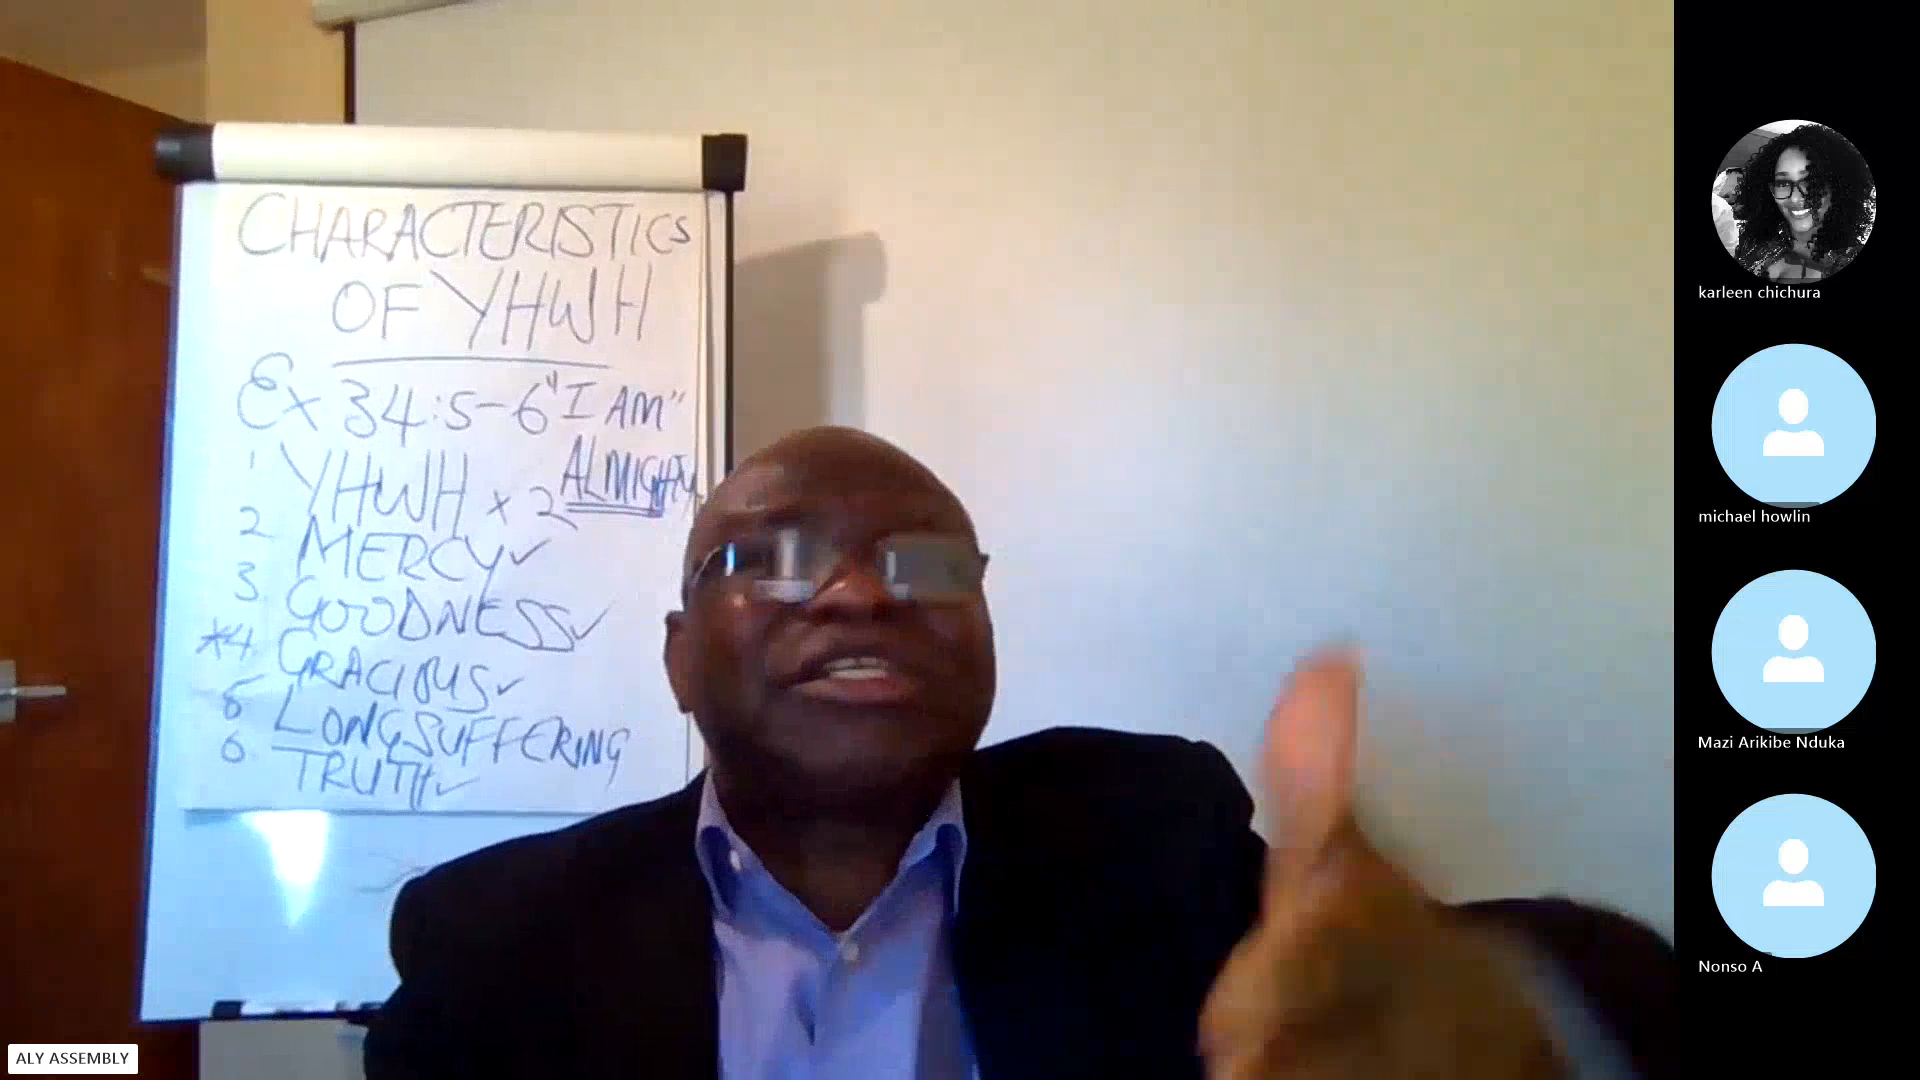 CHARACTERISTICS
OF YHWH
Ex 34:5-6 "I AM"
1 YHWH x 2 ALMIGHTY
2 MERCY✓
3 GOODNESS✓
*4. GRACIOUS✓
5 LONGSUFFERING
6. TRUTH✓
ALY ASSEMBLY
karleen chichura
michael howlin
Mazi Arikibe Nduka
Nonso A